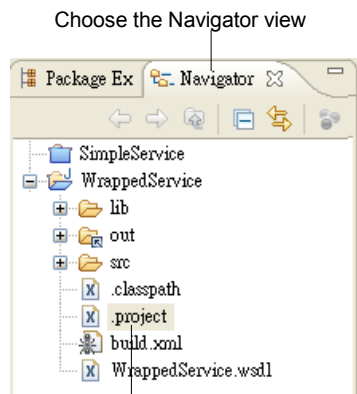 Choose the Navigator view
Package Ex Navigator
SimpleService
WrappedService
lib
out
src
.classpath
.project
build.xml
WrappedService.wsdl